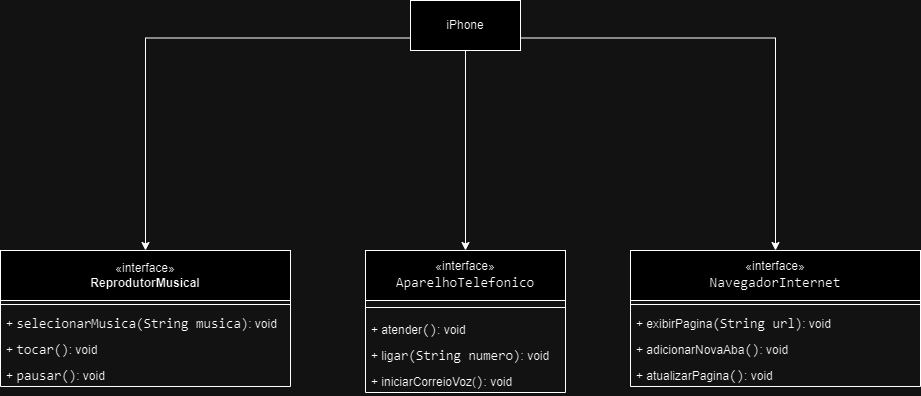 iPhone
«interface»
ReprodutorMusical
+ selecionarMusica(String musica): void
+ tocar(): void
+ pausar(): void
«interface»
AparelhoTelefonico
+ atender(): void
+ ligar(String numero): void
+ iniciarCorreioVoz(): void
«interface»
NavegadorInternet
+ exibirPagina(String url): void
+ adicionarNovaAba(): void
+ atualizarPagina(): void